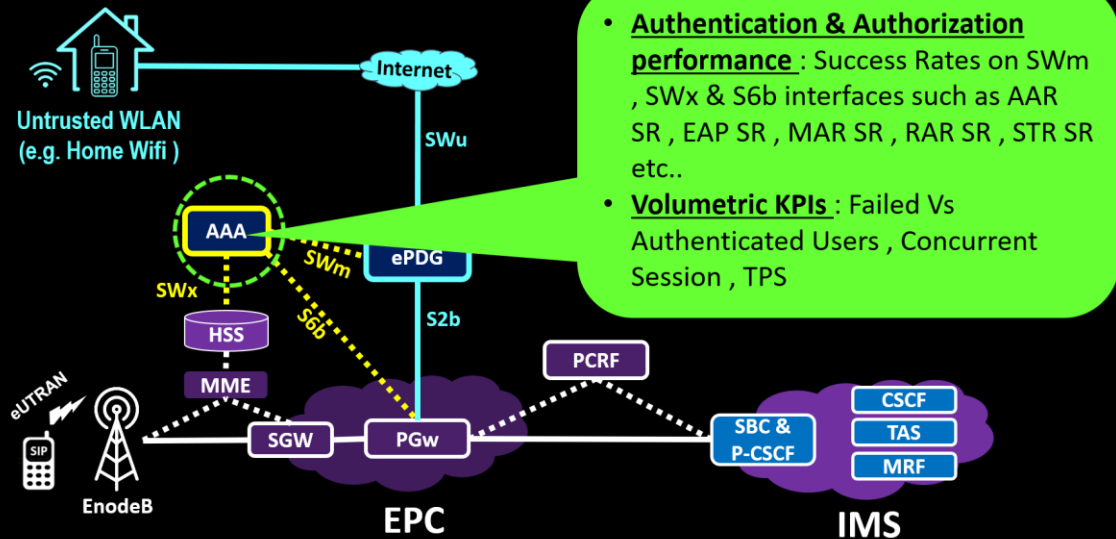 • Authentication & Authorization
performance : Success Rates on SWm
, SWx & S6b interfaces such as AAR
SR , EAP SR , MAR SR , RAR SR , STR SR
etc..
• Volumetric KPIs : Failed Vs
Authenticated Users , Concurrent
Session , TPS
Internet
Untrusted WLAN
(e.g. Home Wifi )
SWu
AAA
SWm
ePDG
SWx
S6b
S2b
HSS
MME
PCRF
eUTRAN
SIP
EnodeB
SGW
PGw
EPC
SBC &
P-CSCF
CSCF
TAS
MRF
IMS